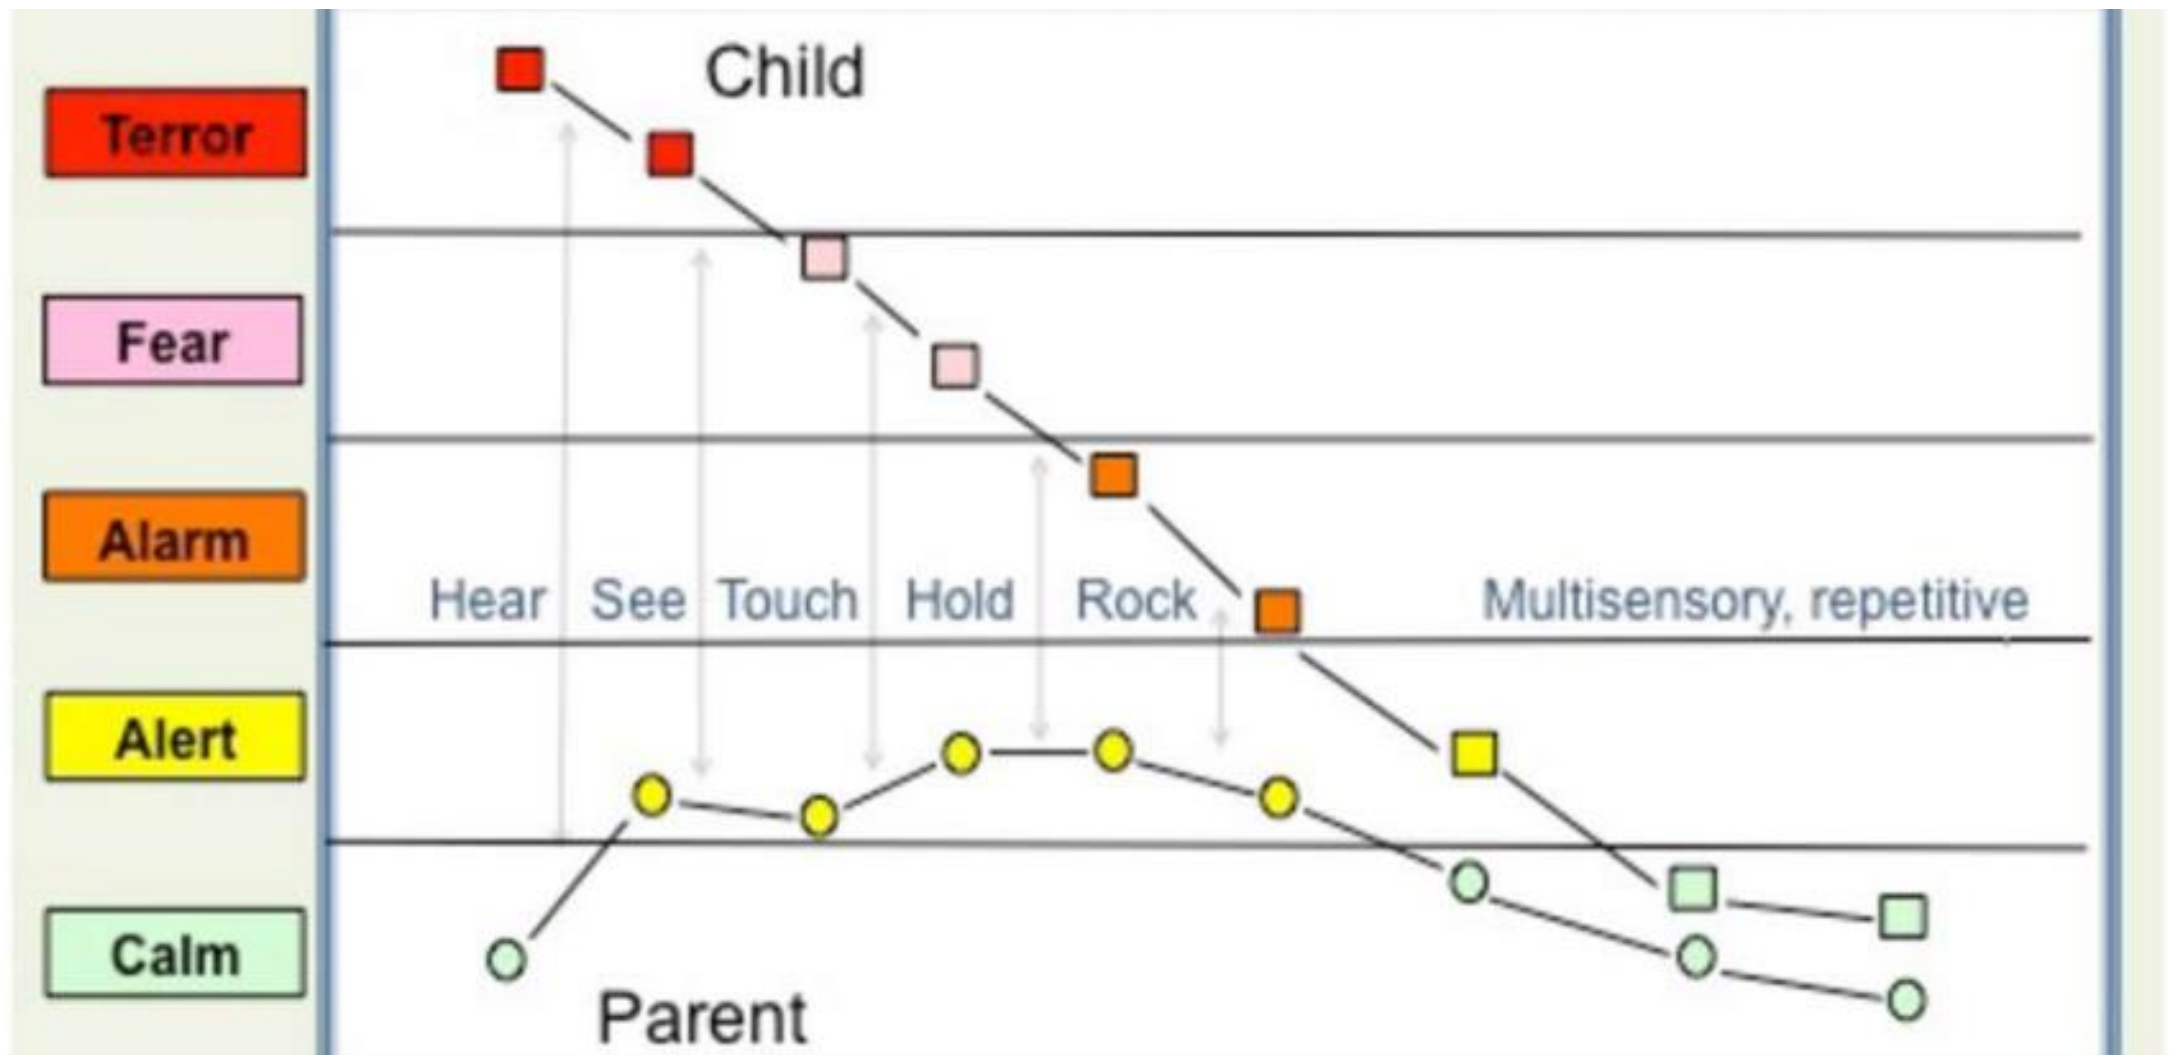 Child
Terror
Fear
Alarm
Hear See Touch Hold Rock Multisensory, repetitive
Alert
Calm
Parent